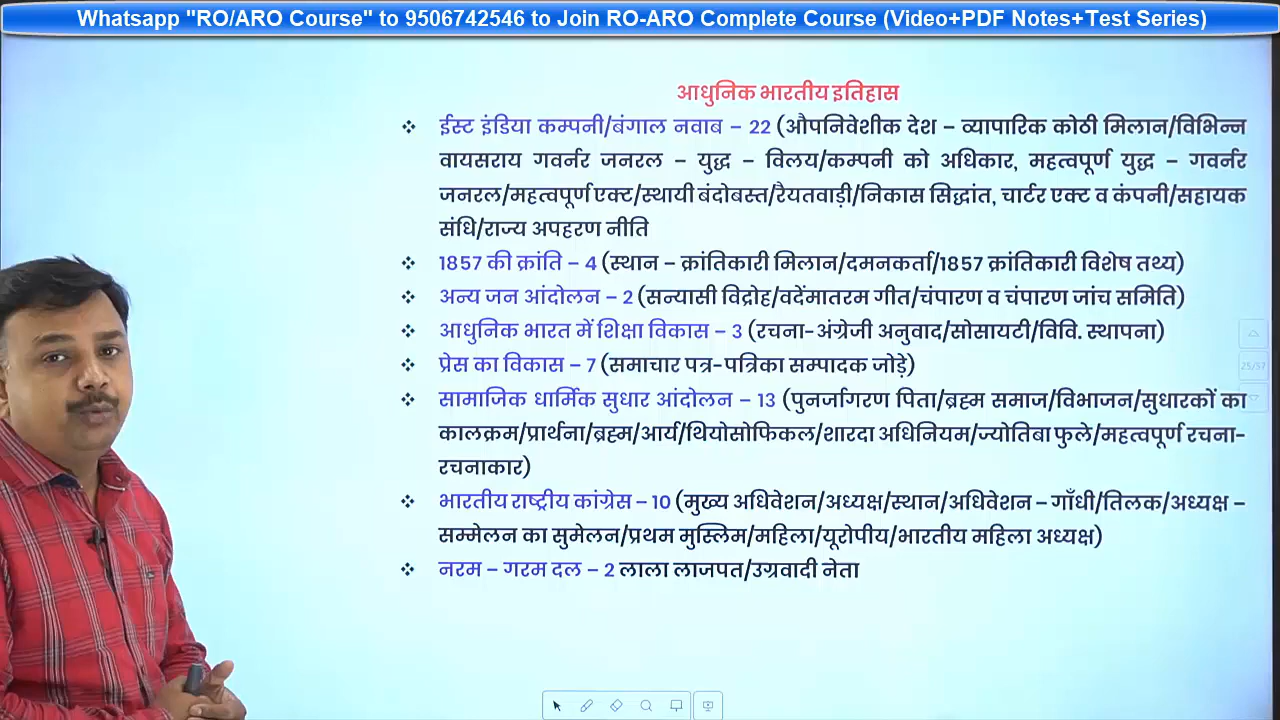 Whatsapp "RO/ARO Course" to 9506742546 to Join RO-ARO Complete Course (Video+PDF Notes+Test Series)
आधुनिक भारतीय इतिहास
❖ ईस्ट इंडिया कम्पनी/बंगाल नवाब – 22 (औपनिवेशीक देश – व्यापारिक कोठी मिलान/विभिन्न
वायसराय गवर्नर जनरल – युद्ध – विलय/कम्पनी को अधिकार, महत्वपूर्ण युद्ध – गवर्नर
जनरल/महत्वपूर्ण एक्ट/स्थायी बंदोबस्त/रैयतवाड़ी/निकास सिद्धांत, चार्टर एक्ट व कंपनी/सहायक
संधि/राज्य अपहरण नीति
❖ 1857 की क्रांति – 4 (स्थान – क्रांतिकारी मिलान/दमनकर्ता/1857 क्रांतिकारी विशेष तथ्य)
❖ अन्य जन आंदोलन – 2 (सन्यासी विद्रोह/वदेंमातरम गीत/चंपारण व चंपारण जांच समिति)
❖ आधुनिक भारत में शिक्षा विकास – 3 (रचना-अंग्रेजी अनुवाद/सोसायटी/विवि. स्थापना)
❖ प्रेस का विकास – 7 (समाचार पत्र-पत्रिका सम्पादक जोड़े)
❖ सामाजिक धार्मिक सुधार आंदोलन – 13 (पुनर्जागरण पिता/ब्रह्म समाज/विभाजन/सुधारकों का
कालक्रम/प्रार्थना/ब्रह्म/आर्य/थियोसोफिकल/शारदा अधिनियम/ज्योतिबा फुले/महत्वपूर्ण रचना-
रचनाकार)
❖ भारतीय राष्ट्रीय कांग्रेस – 10 (मुख्य अधिवेशन/अध्यक्ष/स्थान/अधिवेशन – गाँधी/तिलक/अध्यक्ष –
सम्मेलन का सुमेलन/प्रथम मुस्लिम/महिला/यूरोपीय/भारतीय महिला अध्यक्ष)
❖ नरम – गरम दल – 2 लाला लाजपत/उग्रवादी नेता
25/57